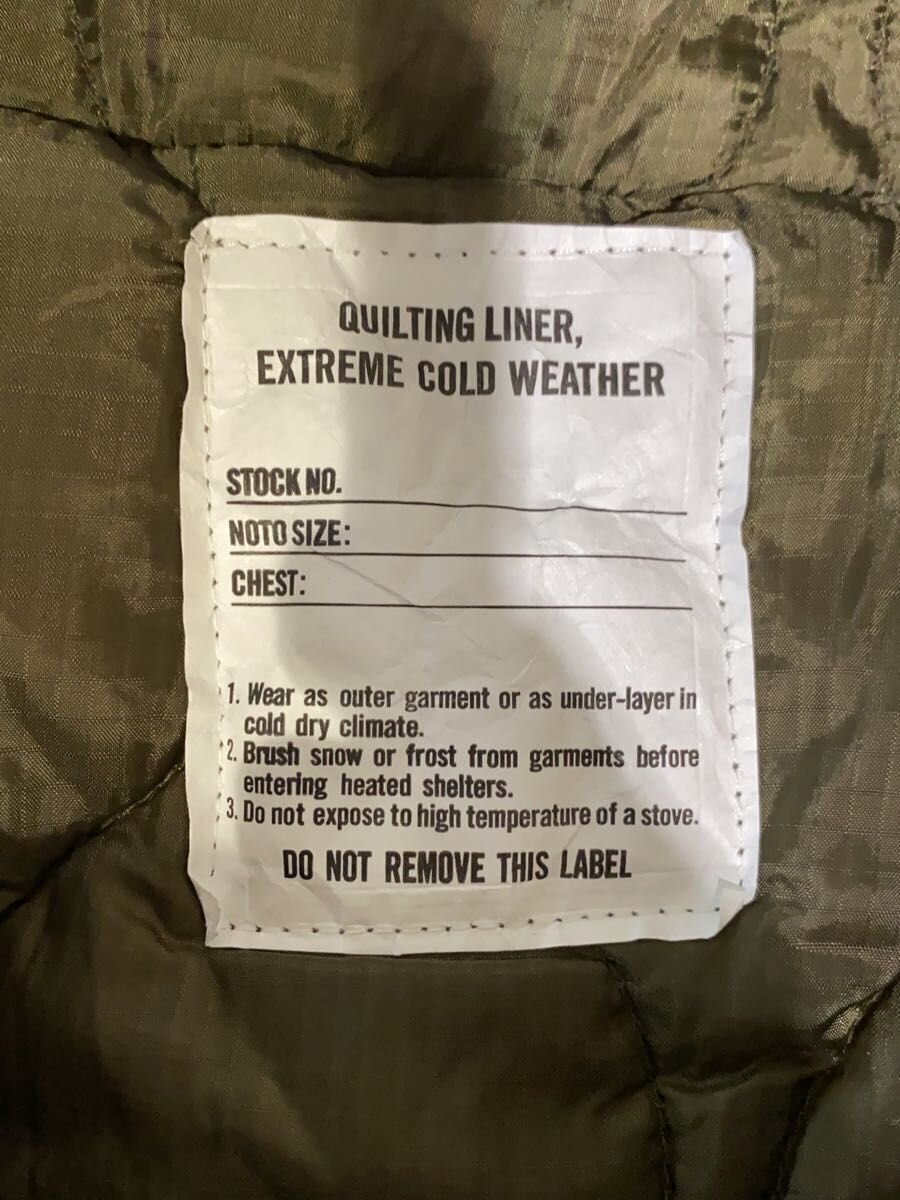 QUILTING LINER,
EXTREME COLD WEATHER
STOCK NO.
NOTO SIZE:
CHEST:
1. Wear as outer garment or as under-layer in
cold dry climate.
2. Brush snow or frost from garments before
entering heated shelters.
3. Do not expose to high temperature of a stove.
DO NOT REMOVE THIS LABEL